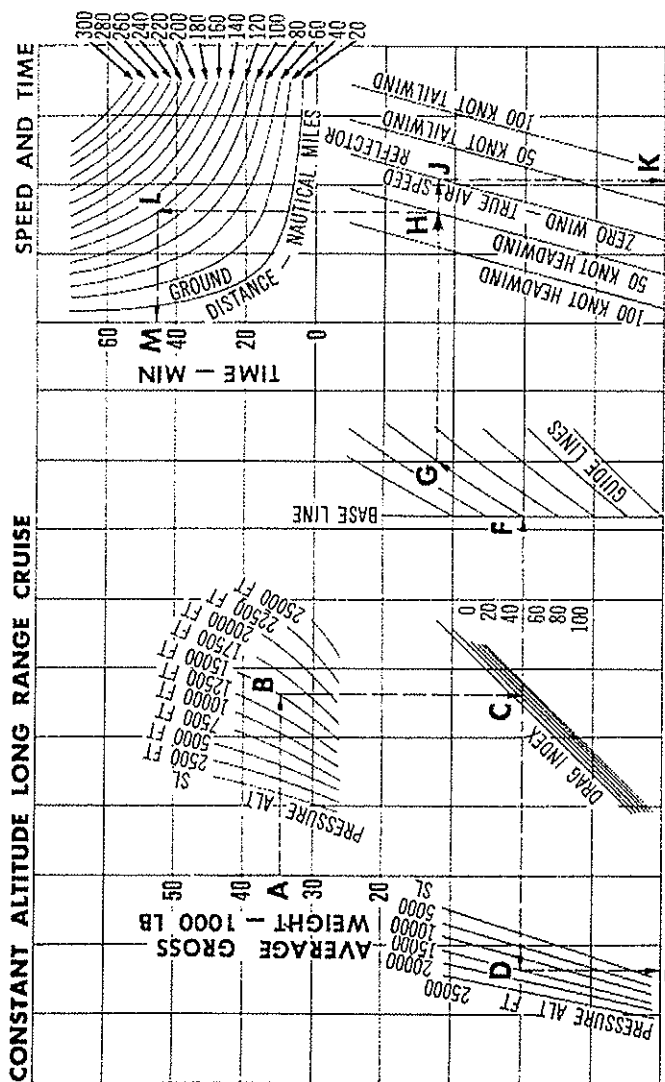 CONSTANT ALTITUDE LONG RANGE CRUISE
SPEED AND TIME
AVERAGE GROSS
WEIGHT — 1000 LB
50
A
30
20
PRESSURE ALT
SL
2500 FT
5000 FT
7500 FT
10000 FT
12500 FT
15000 FT
17500 FT
20000 FT
22500 FT
25000 FT
B
C
DRAG INDEX
0
20
40
60
80
100
PRESSURE ALT FT
25000
20000
15000
10000
5000
SL
D
BASE LINE
F
G
GUIDE LINES
TIME — MIN
60
M
40
20
0
GROUND
DISTANCE — NAUTICAL MILES
300
280
260
240
220
200
180
160
140
120
100
80
60
40
20
L
H
J
K
100 KNOT HEADWIND
50 KNOT HEADWIND
ZERO WIND — TRUE AIRSPEED REFLECTOR
50 KNOT TAILWIND
100 KNOT TAILWIND